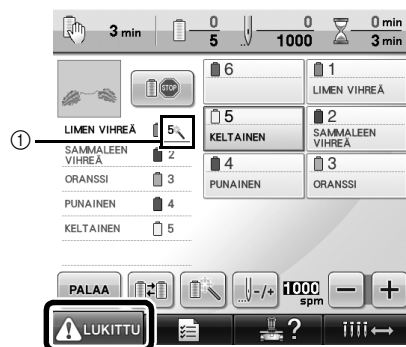 3 min
0
5
0
1000
0 min
3 min
STOP
6
1
LIMEN VIHREÄ
5
KELTAINEN
2
SAMMALEEN
VIHREÄ
4
PUNAINEN
3
ORANSSI
①
LIMEN VIHREÄ 5
SAMMALEEN
VIHREÄ 2
ORANSSI 3
PUNAINEN 4
KELTAINEN 5
PALAA
-/+
1000
spm
−
+
LUKITTU
?